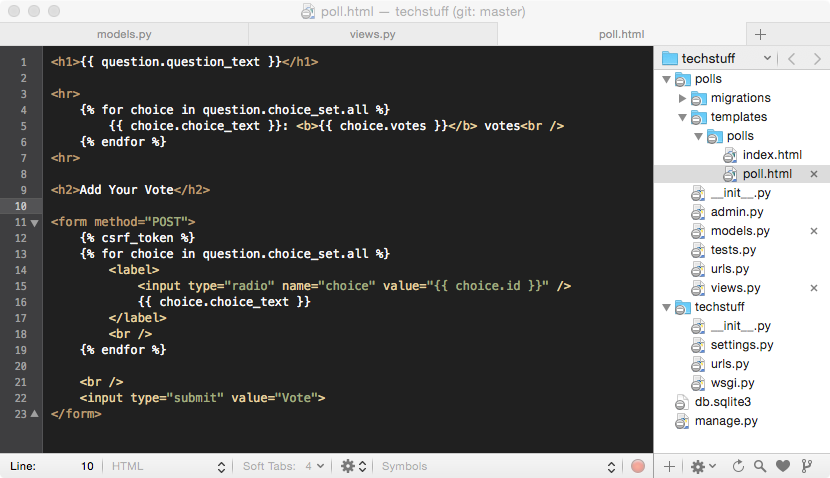 poll.html — techstuff (git: master)
models.py views.py poll.html
1 <h1>{{ question.question_text }}</h1>
2
3 <hr>
4 {% for choice in question.choice_set.all %}
5 {{ choice.choice_text }}: <b>{{ choice.votes }}</b> votes<br />
6 {% endfor %}
7 <hr>
8
9 <h2>Add Your Vote</h2>
10
11 <form method="POST">
12 {% csrf_token %}
13 {% for choice in question.choice_set.all %}
14 <label>
15 <input type="radio" name="choice" value="{{ choice.id }}" />
16 {{ choice.choice_text }}
17 </label>
18 <br />
19 {% endfor %}
20
21 <br />
22 <input type="submit" value="Vote">
23 </form>
techstuff
polls
migrations
templates
polls
index.html
poll.html
__init__.py
admin.py
models.py
tests.py
urls.py
views.py
techstuff
__init__.py
settings.py
urls.py
wsgi.py
db.sqlite3
manage.py
Line: 10 HTML Soft Tabs: 4 Symbols